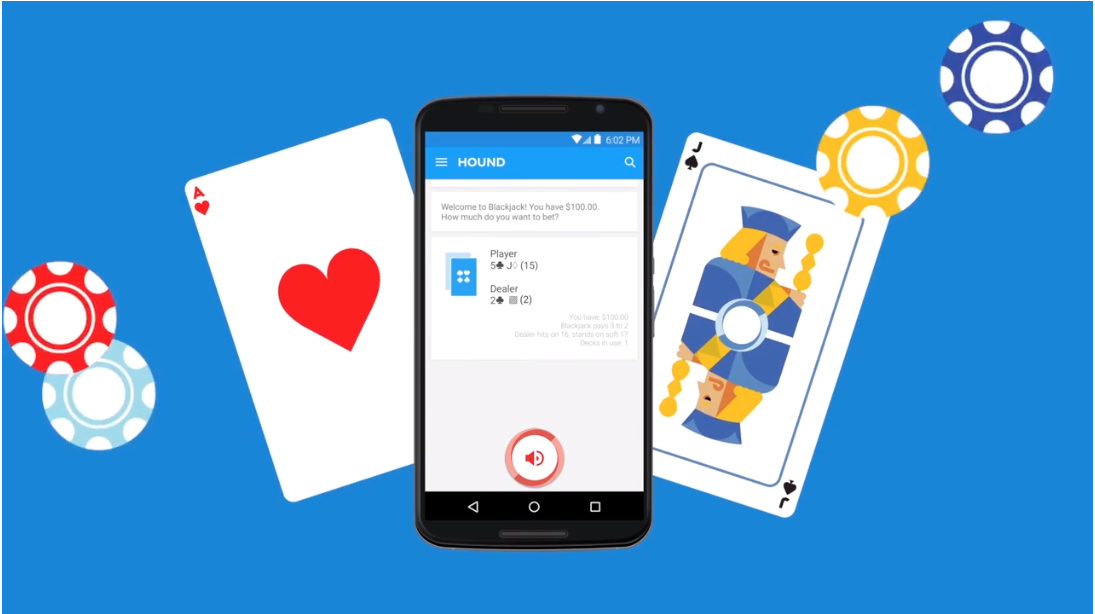 A
J
6:02 PM
HOUND
Welcome to Blackjack! You have $100.00.
How much do you want to bet?
Player
5♣ J♢ (15)
Dealer
2♣ (2)
You have: $100.00
Blackjack pays 3 to 2
Dealer hits on 16, stands on soft 17
Decks in use: 1
J